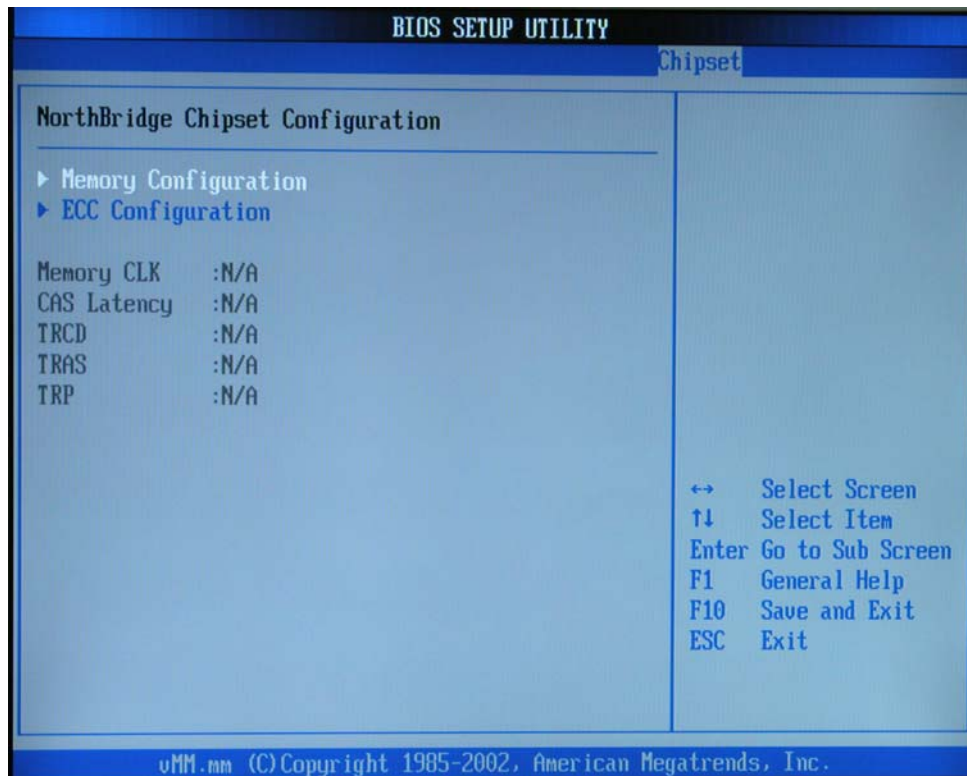 BIOS SETUP UTILITY
Chipset
NorthBridge Chipset Configuration
▶ Memory Configuration
▶ ECC Configuration
Memory CLK :N/A
CAS Latency :N/A
TRCD :N/A
TRAS :N/A
TRP :N/A
↔ Select Screen
↑↓ Select Item
Enter Go to Sub Screen
F1 General Help
F10 Save and Exit
ESC Exit
vMM.mm (C)Copyright 1985-2002, American Megatrends, Inc.